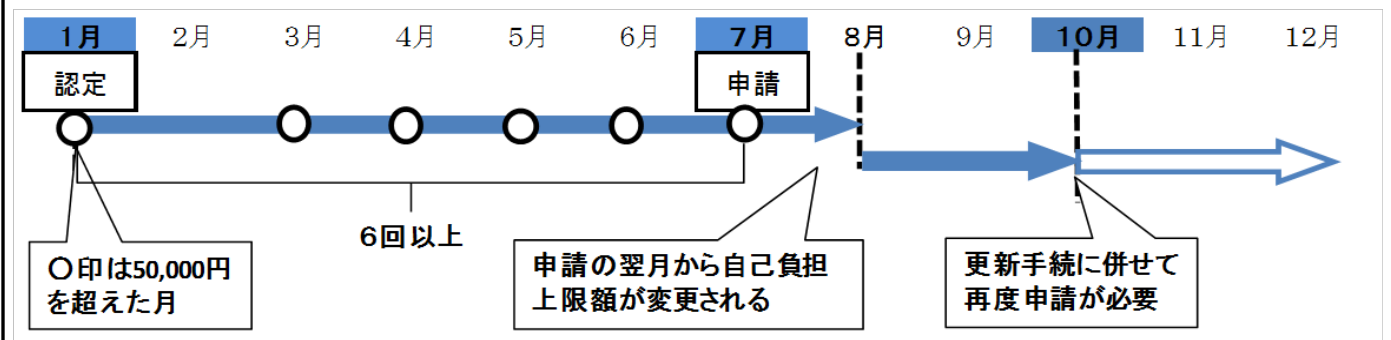 1月 2月 3月 4月 5月 6月 7月 8月 9月 10月 11月 12月
認定 申請
6回以上
〇印は50,000円
を超えた月
申請の翌月から自己負担
上限額が変更される
更新手続に併せて
再度申請が必要